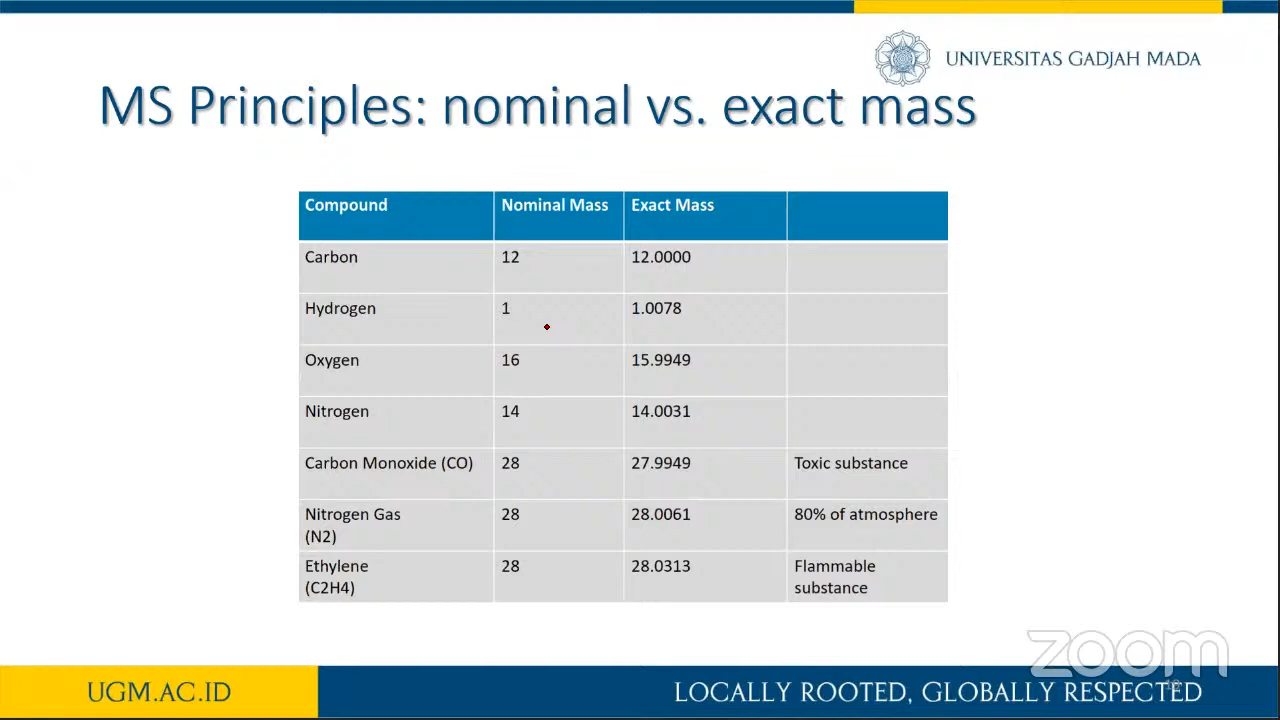 UNIVERSITAS GADJAH MADA
MS Principles: nominal vs. exact mass
Compound Nominal Mass Exact Mass
Carbon 12 12.0000
Hydrogen 1 1.0078
Oxygen 16 15.9949
Nitrogen 14 14.0031
Carbon Monoxide (CO) 28 27.9949 Toxic substance
Nitrogen Gas 28 28.0061 80% of atmosphere
(N2)
Ethylene 28 28.0313 Flammable
(C2H4) substance
zoom
UGM.AC.ID LOCALLY ROOTED, GLOBALLY RESPECTED